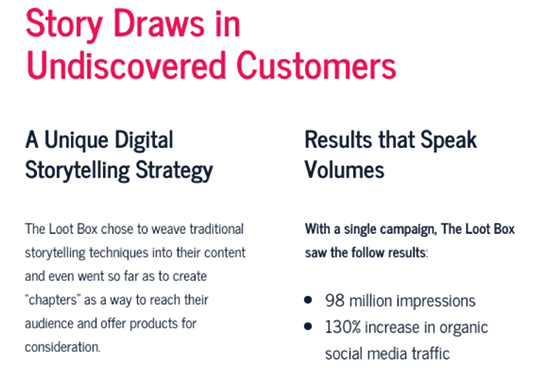 Story Draws in
Undiscovered Customers
A Unique Digital
Storytelling Strategy
The Loot Box chose to weave traditional
storytelling techniques into their content
and even went so far as to create
"chapters" as a way to reach their
audience and offer products for
consideration.
Results that Speak
Volumes
With a single campaign, The Loot Box
saw the follow results:
• 98 million impressions
• 130% increase in organic
social media traffic